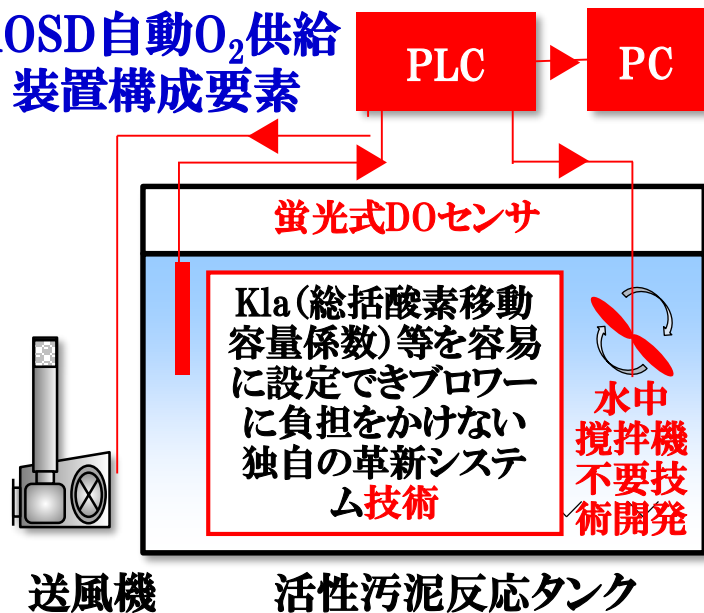 OSD自動O₂供給
装置構成要素
PLC
PC
蛍光式DOセンサ
Kla(総括酸素移動
容量係数)等を容易
に設定できブロワー
に負担をかけない
独自の革新システ
ム技術
水中
撹拌機
不要技
術開発
送風機
活性汚泥反応タンク